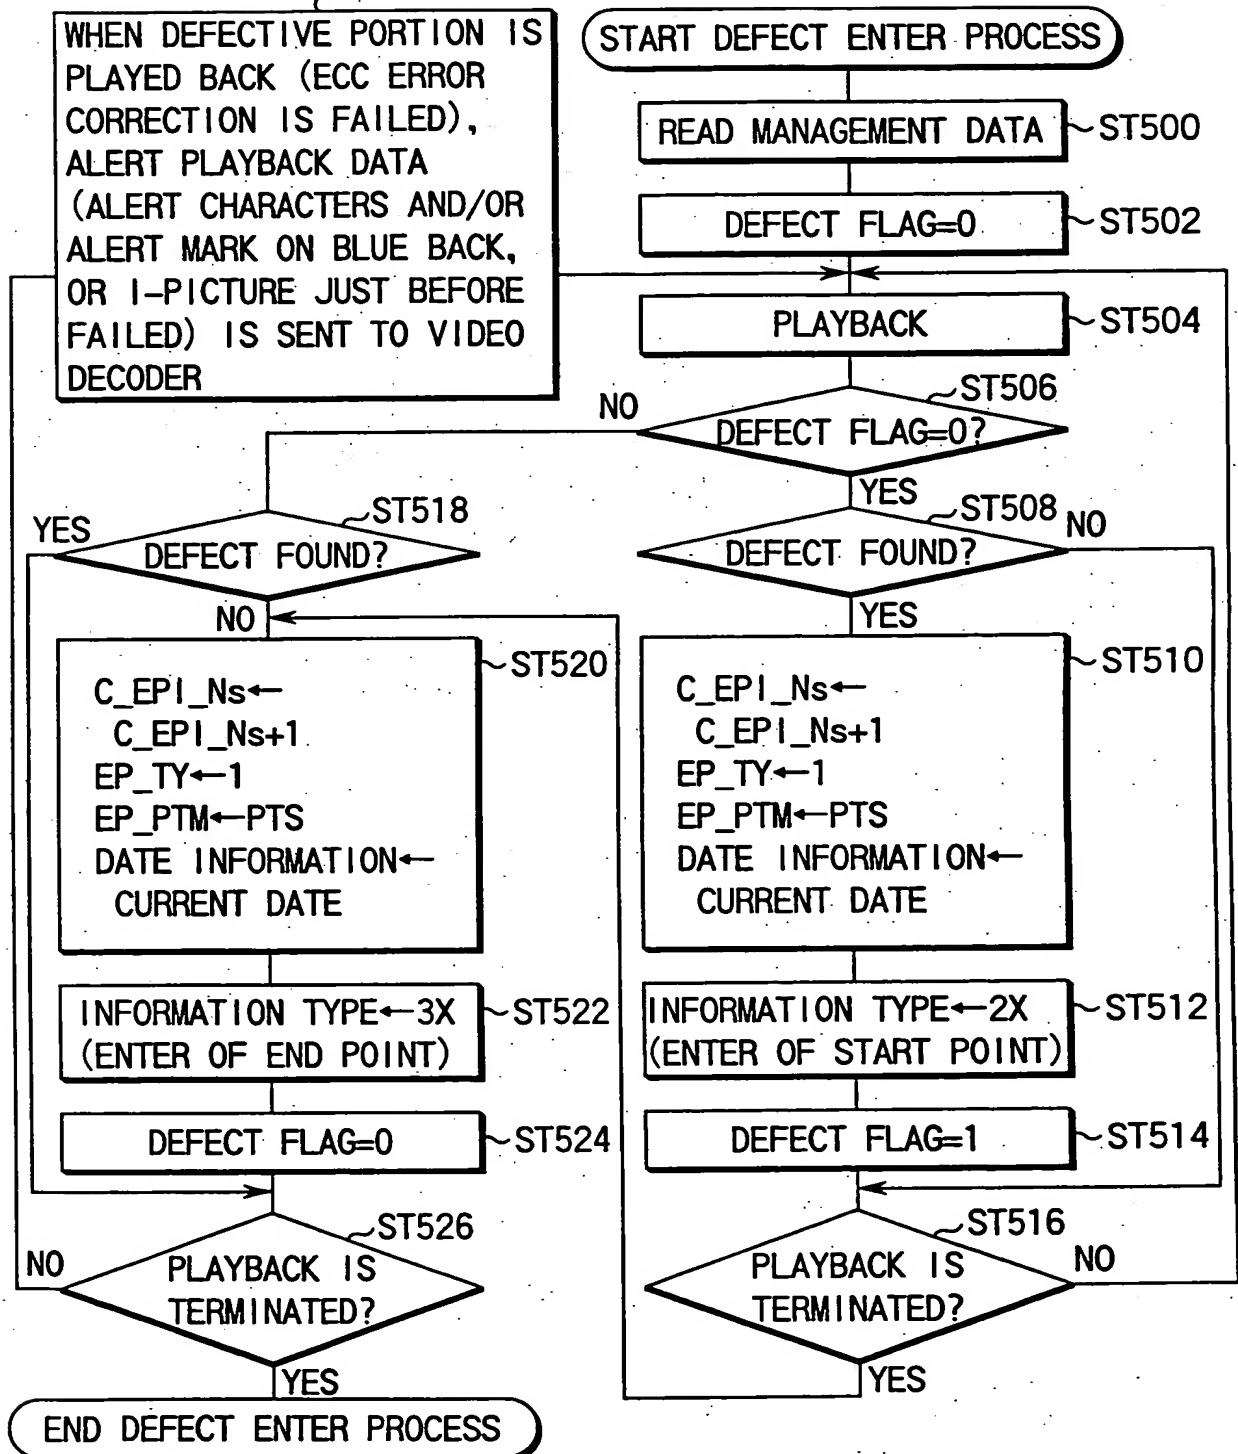 WHEN DEFECTIVE PORTION IS
PLAYED BACK (ECC ERROR
CORRECTION IS FAILED),
ALERT PLAYBACK DATA
(ALERT CHARACTERS AND/OR
ALERT MARK ON BLUE BACK,
OR I-PICTURE JUST BEFORE
FAILED) IS SENT TO VIDEO
DECODER
START DEFECT ENTER PROCESS
READ MANAGEMENT DATA
ST500
DEFECT FLAG=0
ST502
PLAYBACK
ST504
ST506
NO
DEFECT FLAG=0?
YES
ST518
YES
DEFECT FOUND?
NO
ST508
NO
DEFECT FOUND?
YES
ST520
C_EPI_Ns←
C_EPI_Ns+1
EP_TY←1
EP_PTM←PTS
DATE INFORMATION←
CURRENT DATE
ST510
C_EPI_Ns←
C_EPI_Ns+1
EP_TY←1
EP_PTM←PTS
DATE INFORMATION←
CURRENT DATE
INFORMATION TYPE←3X
(ENTER OF END POINT)
ST522
INFORMATION TYPE←2X
(ENTER OF START POINT)
ST512
DEFECT FLAG=0
ST524
DEFECT FLAG=1
ST514
ST526
NO
PLAYBACK IS
TERMINATED?
YES
ST516
PLAYBACK IS
TERMINATED?
NO
YES
END DEFECT ENTER PROCESS